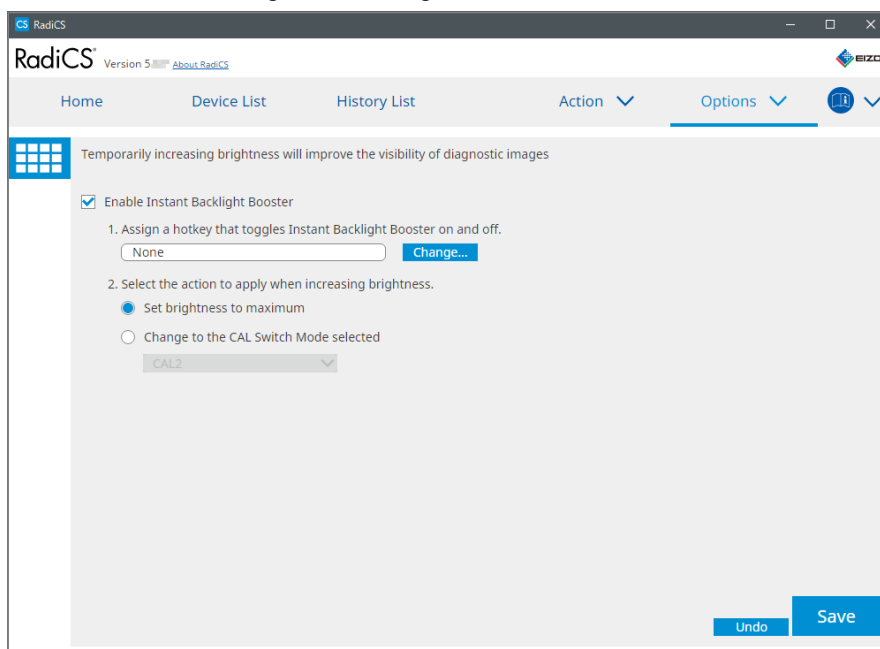 CS RadiCS
RadiCS® Version 5. About RadiCS
EIZO
Home Device List History List Action Options
Temporarily increasing brightness will improve the visibility of diagnostic images
Enable Instant Backlight Booster
1. Assign a hotkey that toggles Instant Backlight Booster on and off.
None Change...
2. Select the action to apply when increasing brightness.
Set brightness to maximum
Change to the CAL Switch Mode selected
CAL2
Save
Undo